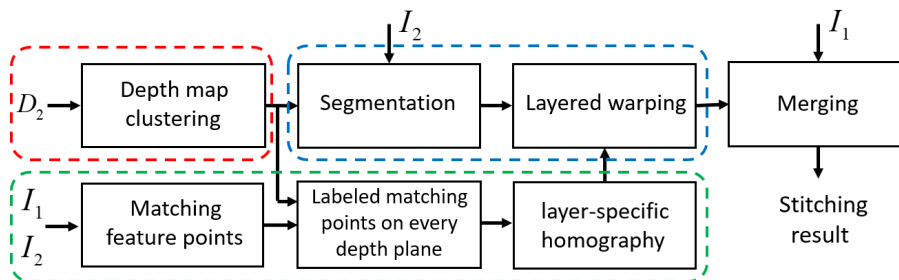 I₂
I₁
D₂
Depth map
clustering
Segmentation
Layered warping
Merging
I₁
I₂
Matching
feature points
Labeled matching
points on every
depth plane
layer-specific
homography
Stitching
result